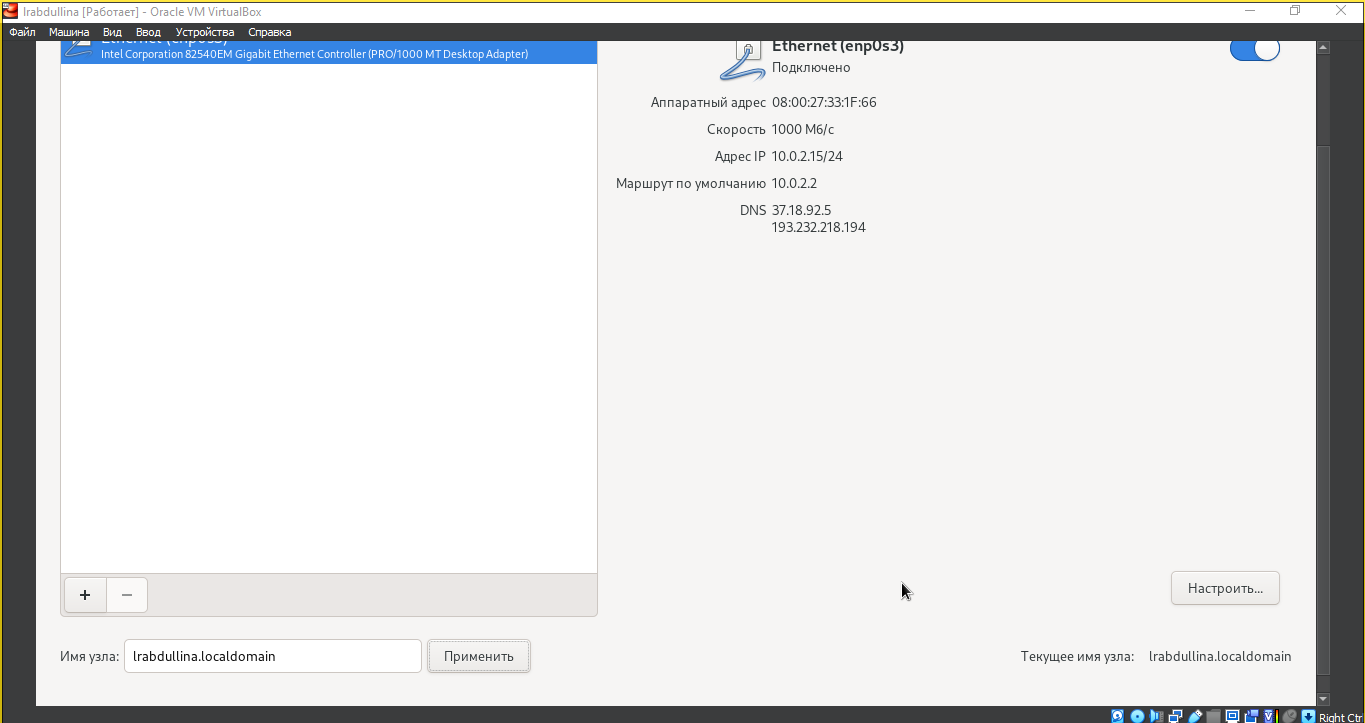 lrabdullina [Работает] - Oracle VM VirtualBox
Файл Машина Вид Ввод Устройства Справка
Ethernet (enp0s3)
Intel Corporation 82540EM Gigabit Ethernet Controller (PRO/1000 MT Desktop Adapter)
Ethernet (enp0s3)
Подключено
Аппаратный адрес 08:00:27:33:1F:66
Скорость 1000 Мб/с
Адрес IP 10.0.2.15/24
Маршрут по умолчанию 10.0.2.2
DNS 37.18.92.5
193.232.218.194
+ −
Настроить...
Имя узла: lrabdullina.localdomain Применить
Текущее имя узла: lrabdullina.localdomain
Right Ctr